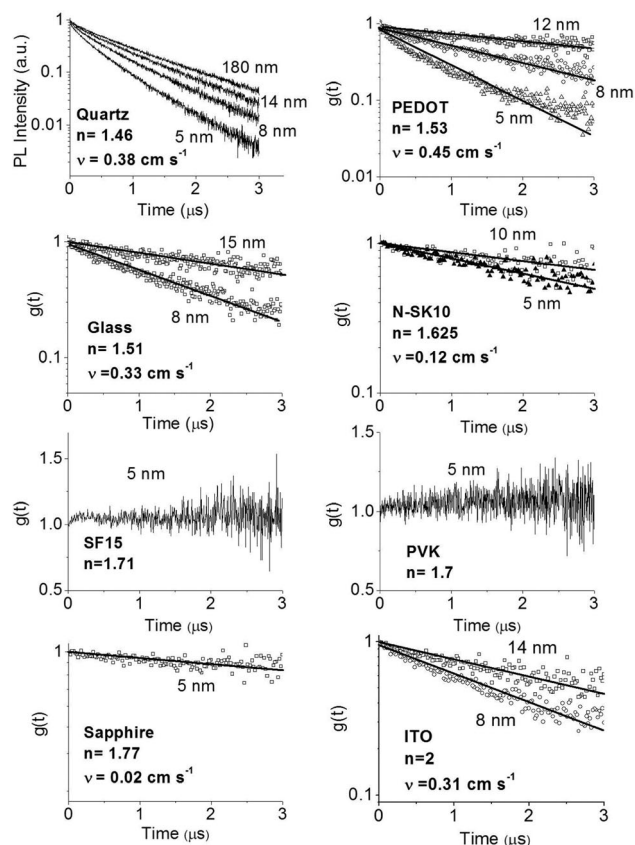 PL Intensity (a.u.)
0.1
0.01
180 nm
14 nm
8 nm
5 nm
Quartz
n= 1.46
ν = 0.38 cm s⁻¹
0 1 2 3
Time (μs)
g(t)
1
0.1
0.01
12 nm
8 nm
5 nm
PEDOT
n = 1.53
ν = 0.45 cm s⁻¹
0 1 2 3
Time (μs)
g(t)
1
0.1
15 nm
8 nm
Glass
n = 1.51
ν = 0.33 cm s⁻¹
0 1 2 3
Time (μs)
g(t)
1
0.1
10 nm
5 nm
N-SK10
n = 1.625
ν =0.12 cm s⁻¹
0 1 2 3
Time (μs)
g(t)
1.5
1.0
0.5
5 nm
SF15
n=1.71
0 1 2 3
Time (μs)
g(t)
1.5
1.0
0.5
5 nm
PVK
n = 1.7
0 1 2 3
Time (μs)
g(t)
1
5 nm
Sapphire
n = 1.77
ν = 0.02 cm s⁻¹
0 1 2 3
Time (μs)
g(t)
1
0.1
14 nm
8 nm
ITO
n=2
ν=0.31 cm s⁻¹
0 1 2 3
Time (μs)